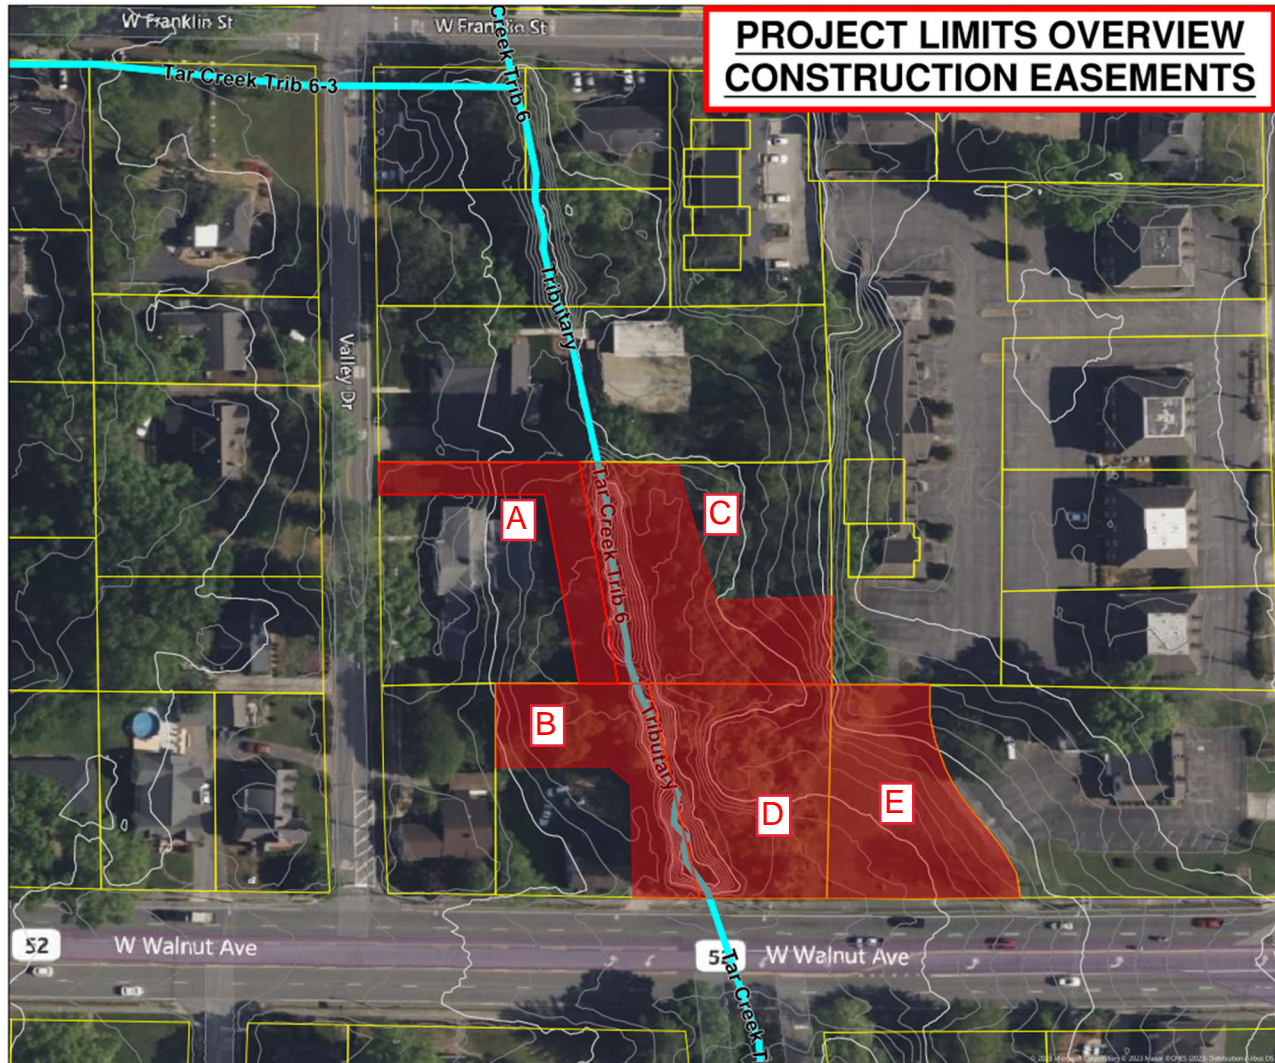 PROJECT LIMITS OVERVIEW
CONSTRUCTION EASEMENTS
W Franklin St
W Franklin St
Creek Trib 6
Tar Creek Trib 6-3
Tributary
Valley Dr
A
C
Tar Creek Trib 6
B
Tributary
D
E
52
W Walnut Ave
W Walnut Ave
Tar Creek T